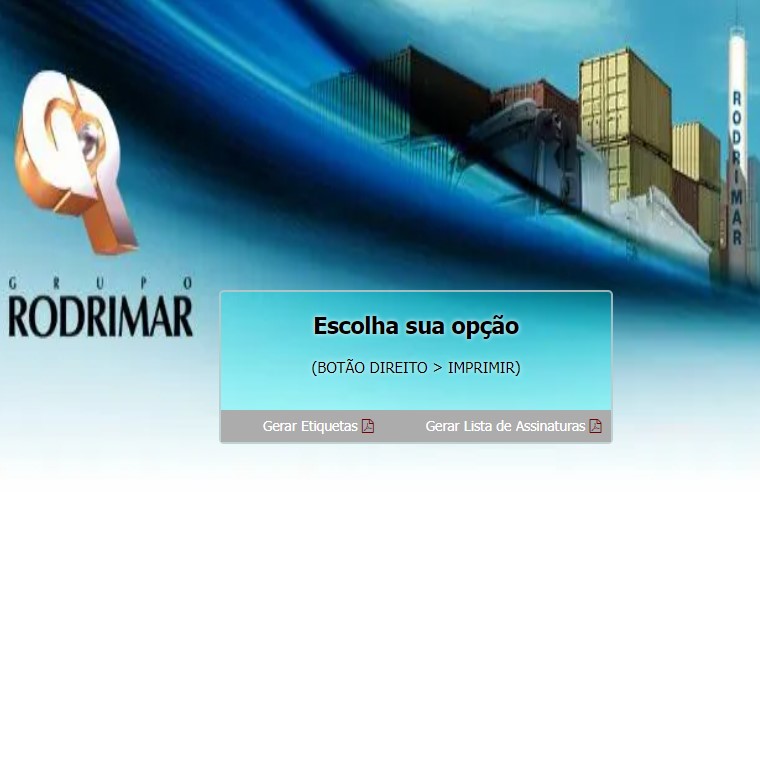 GRUPO
RODRIMAR
RODRIMAR
Escolha sua opção
(BOTÃO DIREITO > IMPRIMIR)
Gerar Etiquetas
Gerar Lista de Assinaturas